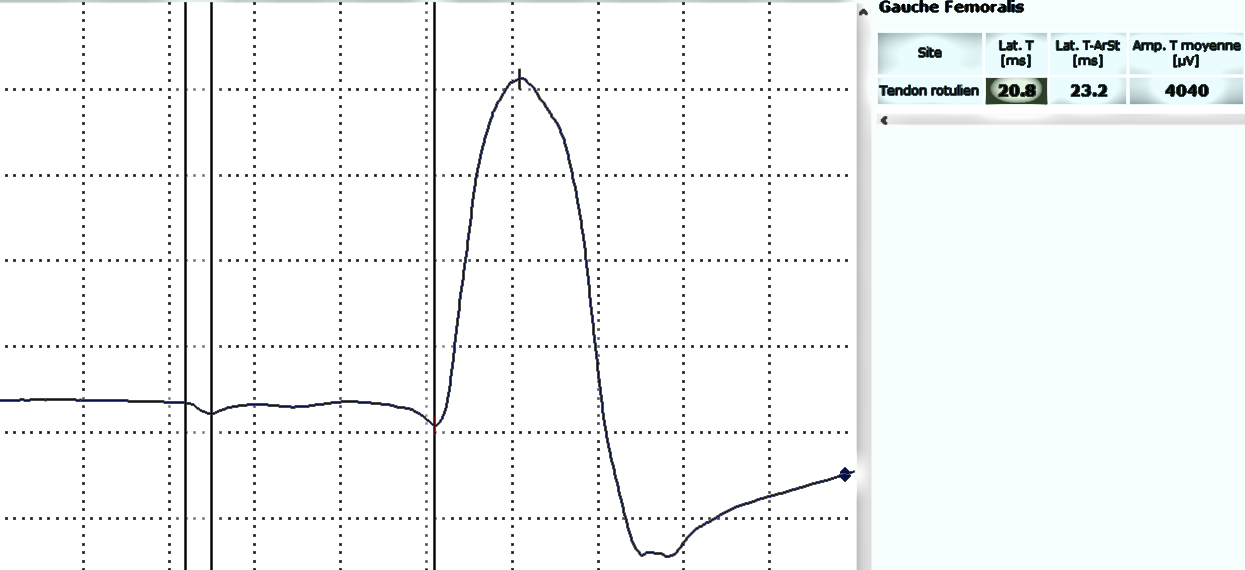 Gauche Femoralis
Site Lat. T [ms] Lat. T-ArSt [ms] Amp. T moyenne [µV]
Tendon rotulien 20.8 23.2 4040